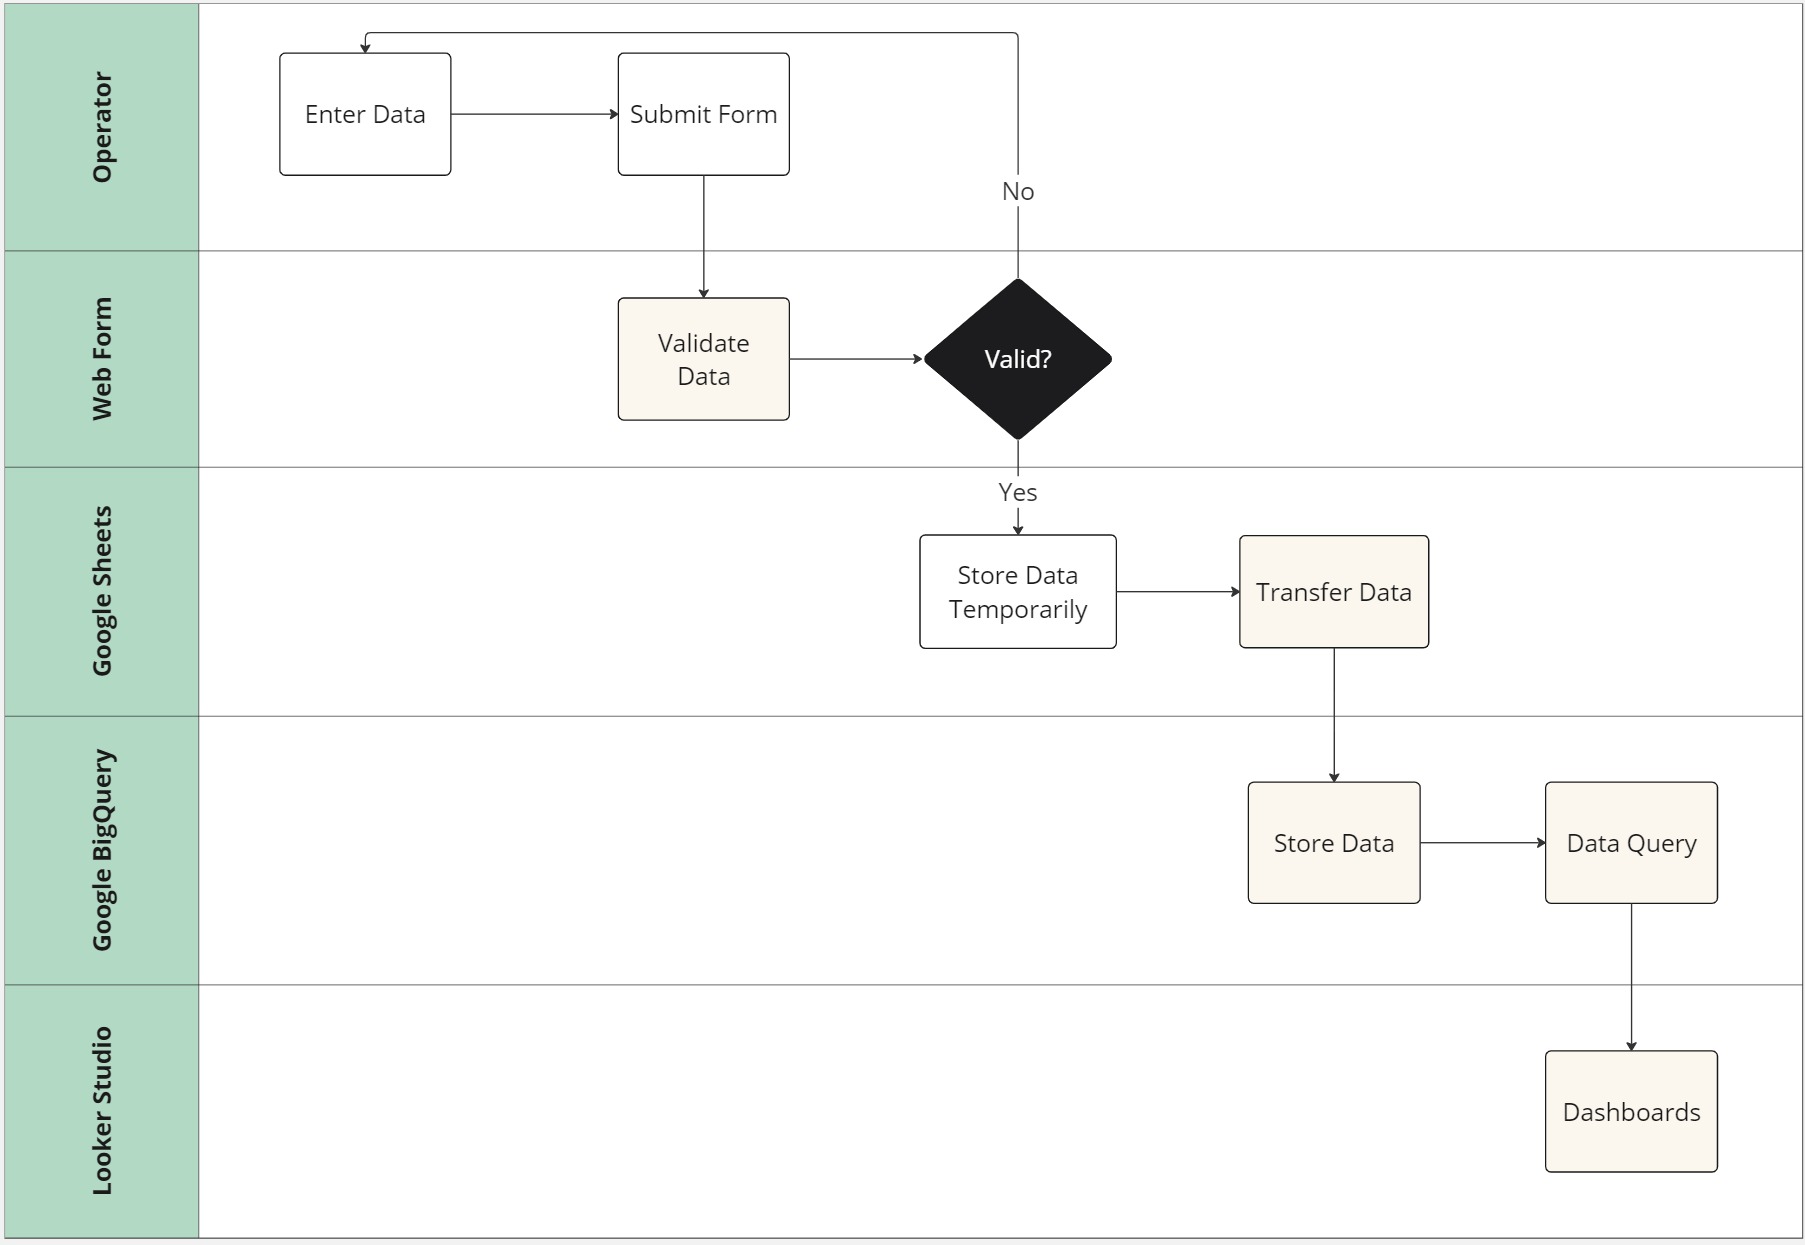 Operator
Enter Data
Submit Form
No
Web Form
Validate
Data
Valid?
Google Sheets
Yes
Store Data
Temporarily
Transfer Data
Google BigQuery
Store Data
Data Query
Looker Studio
Dashboards